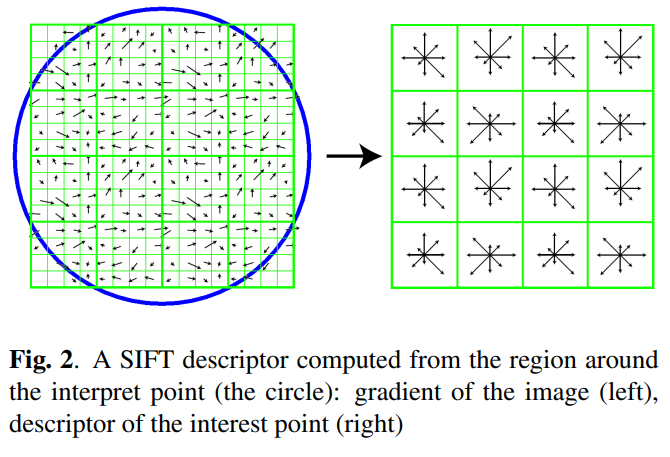 Fig. 2. A SIFT descriptor computed from the region around
the interpret point (the circle): gradient of the image (left),
descriptor of the interest point (right)